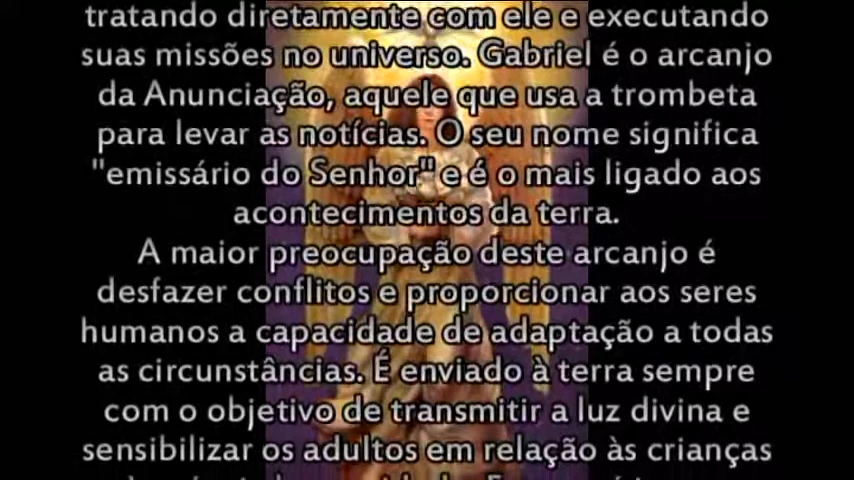 tratando diretamente com ele e executando
suas missões no universo. Gabriel é o arcanjo
da Anunciação, aquele que usa a trombeta
para levar as notícias. O seu nome significa
"emissário do Senhor" e é o mais ligado aos
acontecimentos da terra.
A maior preocupação deste arcanjo é
desfazer conflitos e proporcionar aos seres
humanos a capacidade de adaptação a todas
as circunstâncias. É enviado à terra sempre
com o objetivo de transmitir a luz divina e
sensibilizar os adultos em relação às crianças